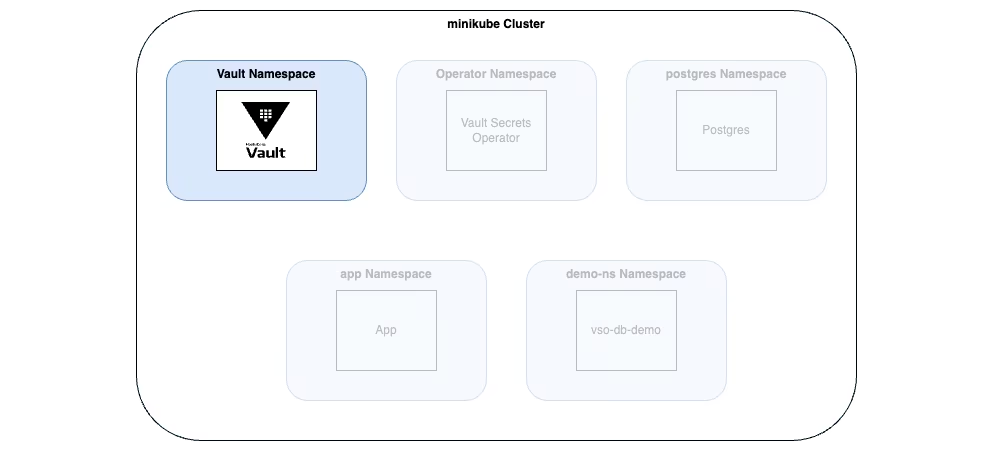 minikube Cluster
Vault Namespace
Operator Namespace
postgres Namespace
HashiCorp
Vault
Vault Secrets
Operator
Postgres
app Namespace
demo-ns Namespace
App
vso-db-demo